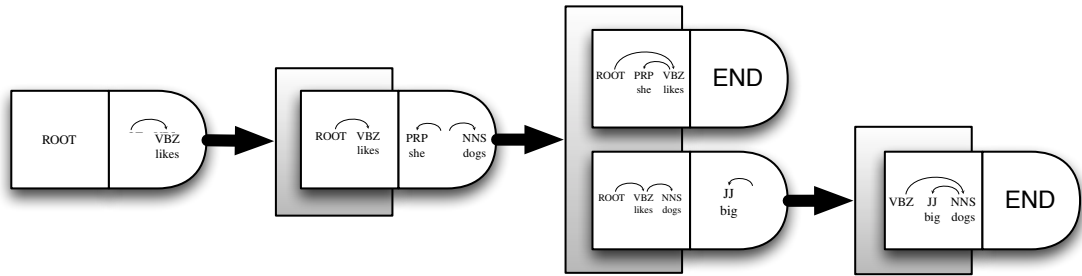 ROOT
VBZ
likes
ROOT VBZ
likes
PRP NNS
she dogs
ROOT PRP VBZ
she likes
END
ROOT VBZ NNS
likes dogs
JJ
big
VBZ JJ NNS
big dogs
END